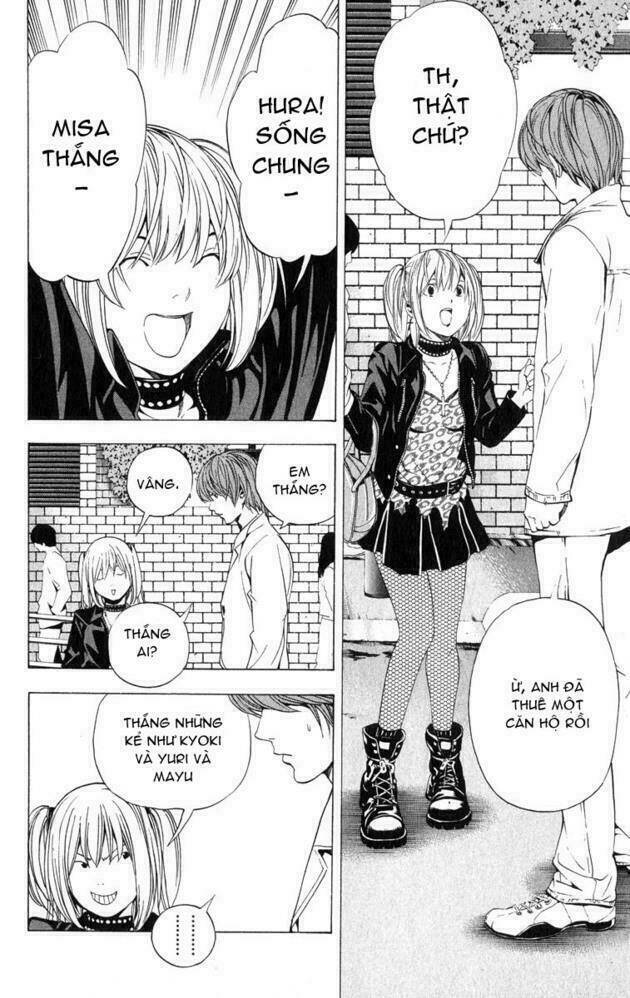 TH,
THẬT
CHỨ?
Ừ, ANH ĐÃ
THUÊ MỘT
CĂN HỘ RỒI
HURA!
SỐNG
CHUNG
-
MISA
THẮNG
-
EM
THẮNG?
VÂNG.
THẮNG
AI?
THẮNG NHỮNG
KẺ NHƯ KYOKI
VÀ YURI VÀ
MAYU